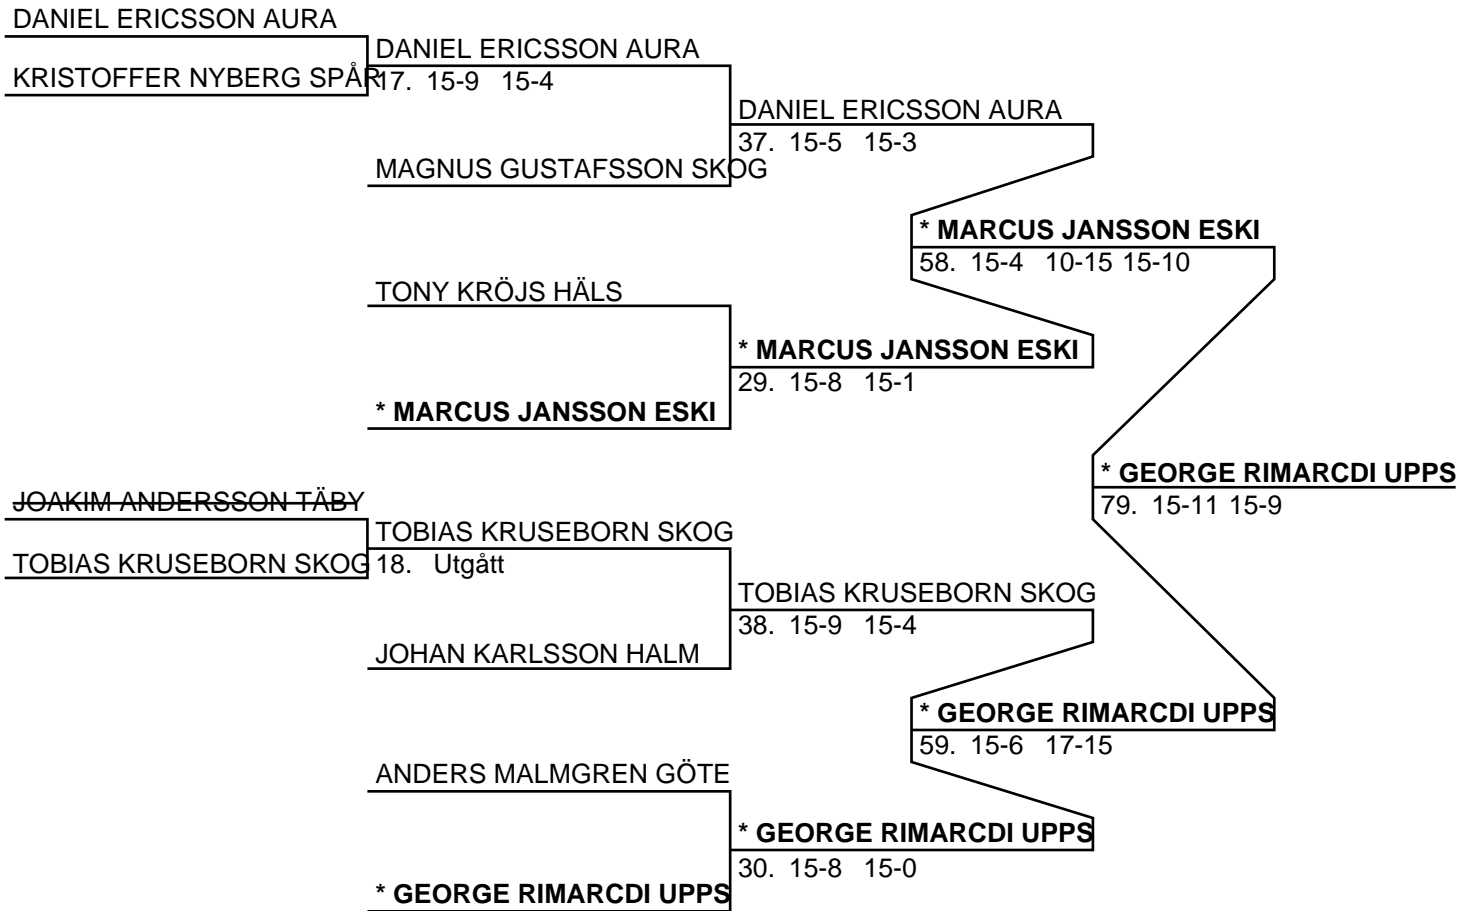 DANIEL ERICSSON AURA
DANIEL ERICSSON AURA
KRISTOFFER NYBERG SPÅR
17. 15-9 15-4
DANIEL ERICSSON AURA
37. 15-5 15-3
MAGNUS GUSTAFSSON SKOG
* MARCUS JANSSON ESKI
58. 15-4 10-15 15-10
TONY KRÖJS HÄLS
* MARCUS JANSSON ESKI
29. 15-8 15-1
* MARCUS JANSSON ESKI
* GEORGE RIMARCDI UPPS
79. 15-11 15-9
JOAKIM ANDERSSON TÄBY
TOBIAS KRUSEBORN SKOG
TOBIAS KRUSEBORN SKOG
18. Utgått
TOBIAS KRUSEBORN SKOG
38. 15-9 15-4
JOHAN KARLSSON HALM
* GEORGE RIMARCDI UPPS
59. 15-6 17-15
ANDERS MALMGREN GÖTE
* GEORGE RIMARCDI UPPS
30. 15-8 15-0
* GEORGE RIMARCDI UPPS